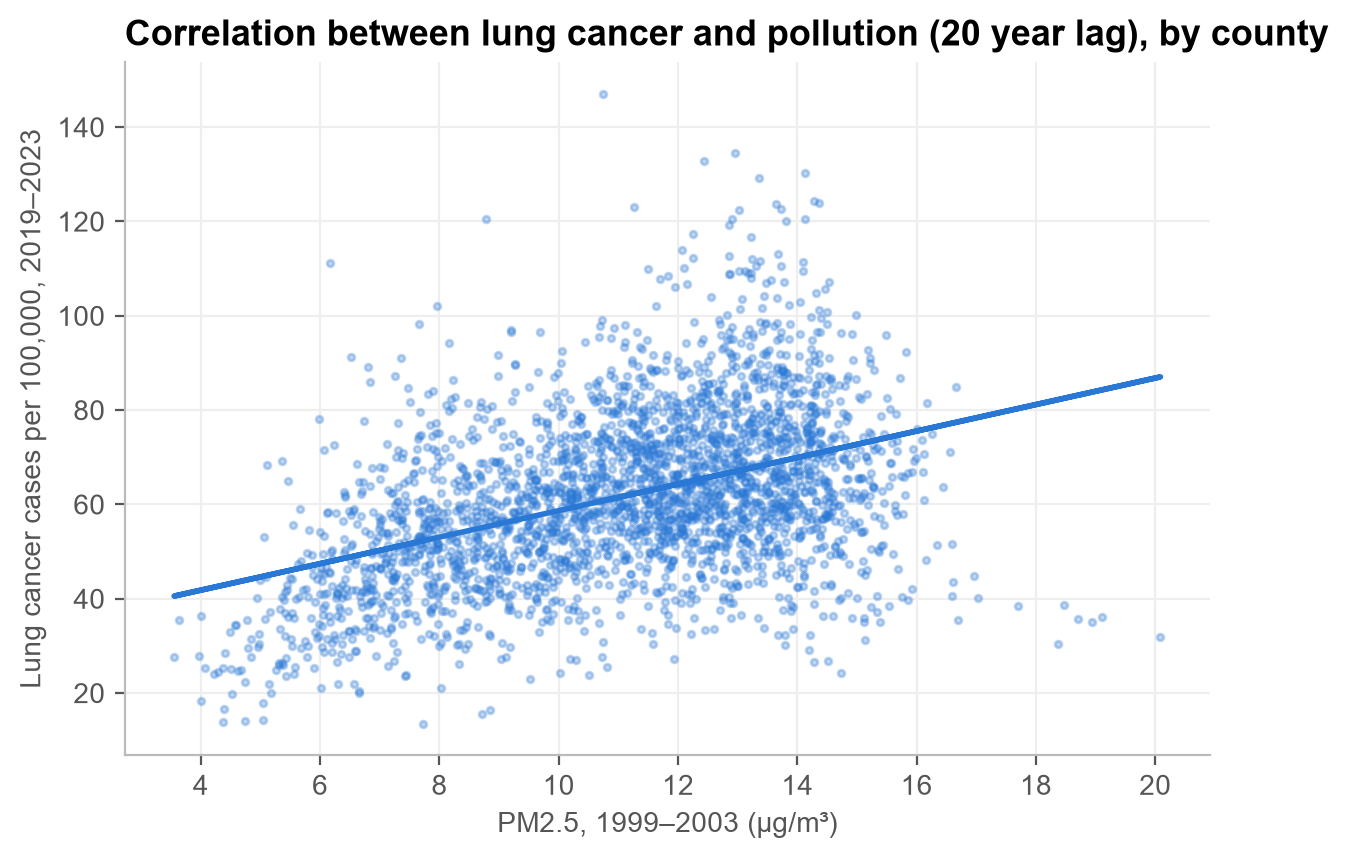 Correlation between lung cancer and pollution (20 year lag), by county
Lung cancer cases per 100,000, 2019–2023
140
120
100
80
60
40
20
4 6 8 10 12 14 16 18 20
PM2.5, 1999–2003 (µg/m³)